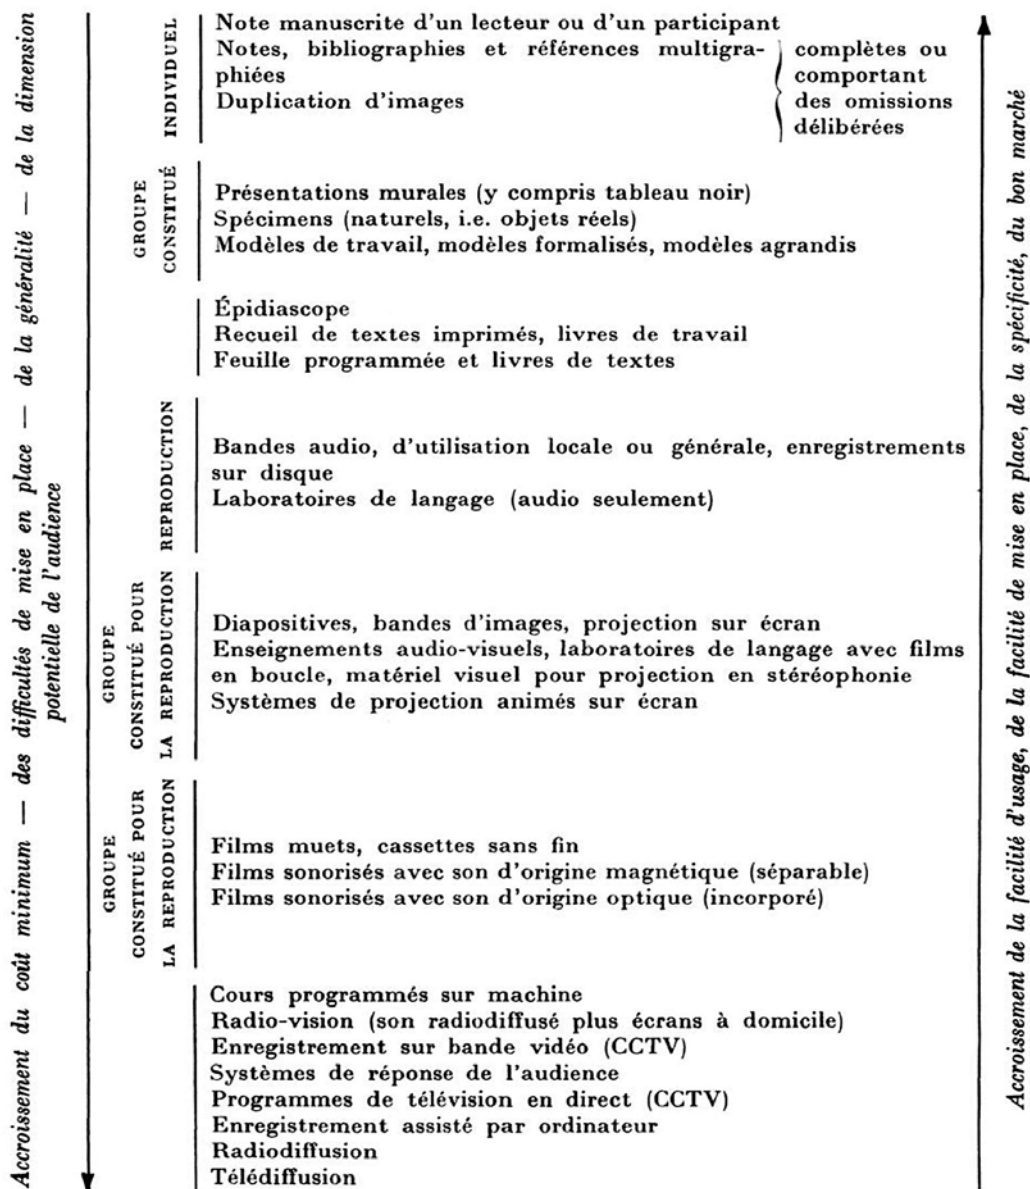 Accroissement du coût minimum — des difficultés de mise en place — de la généralité — de la dimension
potentielle de l'audience
INDIVIDUEL
Note manuscrite d'un lecteur ou d'un participant
Notes, bibliographies et références multigra-
phiées
Duplication d'images
complètes ou
comportant
des omissions
délibérées
GROUPE
CONSTITUÉ
Présentations murales (y compris tableau noir)
Spécimens (naturels, i.e. objets réels)
Modèles de travail, modèles formalisés, modèles agrandis
Épidiascope
Recueil de textes imprimés, livres de travail
Feuille programmée et livres de textes
REPRODUCTION
Bandes audio, d'utilisation locale ou générale, enregistrements
sur disque
Laboratoires de langage (audio seulement)
GROUPE
CONSTITUÉ POUR
LA REPRODUCTION
Diapositives, bandes d'images, projection sur écran
Enseignements audio-visuels, laboratoires de langage avec films
en boucle, matériel visuel pour projection en stéréophonie
Systèmes de projection animés sur écran
GROUPE
CONSTITUÉ POUR
LA REPRODUCTION
Films muets, cassettes sans fin
Films sonorisés avec son d'origine magnétique (séparable)
Films sonorisés avec son d'origine optique (incorporé)
Cours programmés sur machine
Radio-vision (son radiodiffusé plus écrans à domicile)
Enregistrement sur bande vidéo (CCTV)
Systèmes de réponse de l'audience
Programmes de télévision en direct (CCTV)
Enregistrement assisté par ordinateur
Radiodiffusion
Télédiffusion
Accroissement de la facilité d'usage, de la facilité de mise en place, de la spécificité, du bon marché